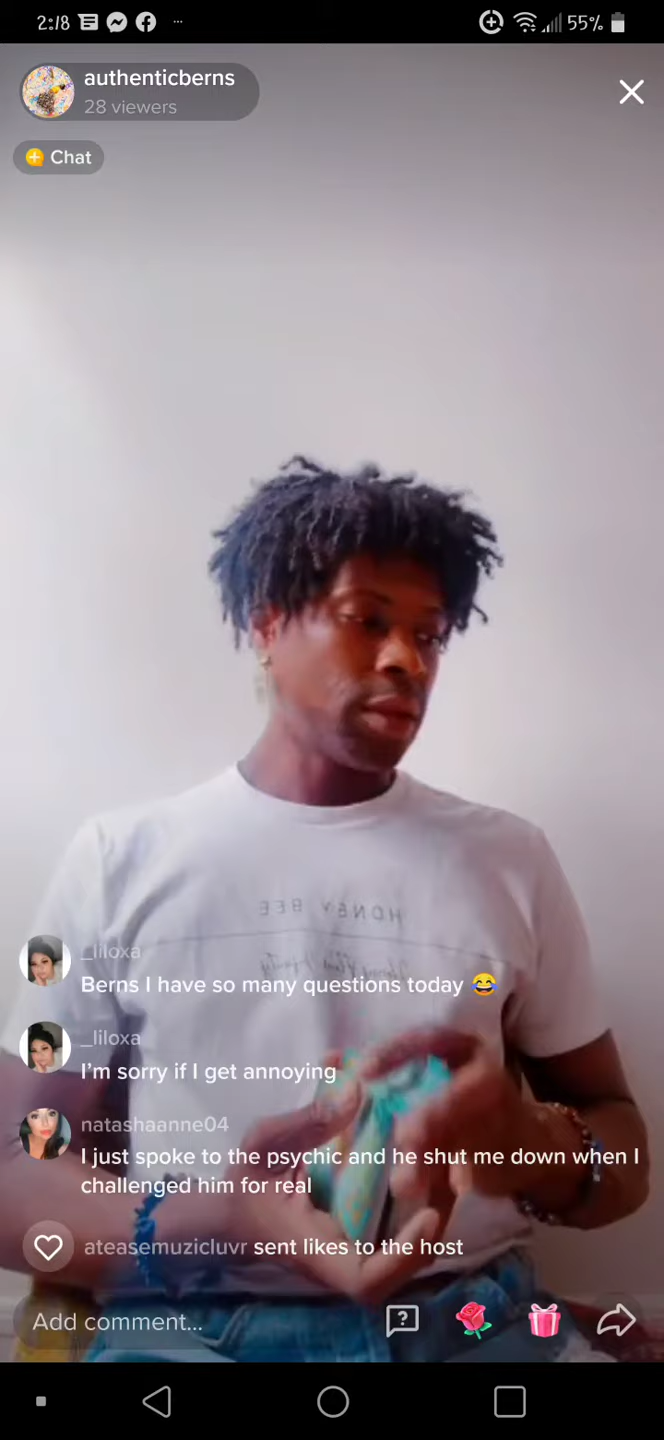 2:18
55%
authenticberns
28 viewers
Chat
HONEY BEE
_liloxa
Berns I have so many questions today 😂
_liloxa
I'm sorry if I get annoying
natashaanne04
I just spoke to the psychic and he shut me down when I
challenged him for real
ateasemuzicluvr sent likes to the host
Add comment...